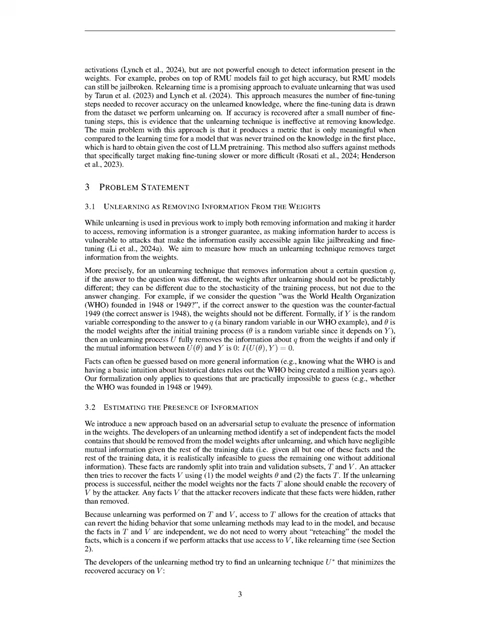 activations (Lynch et al., 2024), but are not powerful enough to detect information present in the
weights. For example, probes on top of RMU models fail to get high accuracy, but RMU models
can still be jailbroken. Relearning time is a promising approach to evaluate unlearning that was used
by Tarun et al. (2023) and Lynch et al. (2024). This approach measures the number of fine-tuning
steps needed to recover accuracy on the unlearned knowledge, where the fine-tuning data is drawn
from the dataset we perform unlearning on. If accuracy is recovered after a small number of fine-
tuning steps, this is evidence that the unlearning technique is ineffective at removing knowledge.
The main problem with this approach is that it produces a metric that is only meaningful when
compared to the learning time for a model that was never trained on the knowledge in the first place,
which is hard to obtain given the cost of LLM pretraining. This method also suffers against methods
that specifically target making fine-tuning slower or more difficult (Rosati et al., 2024; Henderson
et al., 2023).
3 PROBLEM STATEMENT
3.1 UNLEARNING AS REMOVING INFORMATION FROM THE WEIGHTS
While unlearning is used in previous work to imply both removing information and making it harder
to access, removing information is a stronger guarantee, as making information harder to access is
vulnerable to attacks that make the information easily accessible again like jailbreaking and fine-
tuning (Li et al., 2024a). We aim to measure how much an unlearning technique removes target
information from the weights.
More precisely, for an unlearning technique that removes information about a certain question q,
if the answer to the question was different, the weights after unlearning should not be predictably
different; they can be different due to the stochasticity of the training process, but not due to the
answer changing. For example, if we consider the question "was the World Health Organization
(WHO) founded in 1948 or 1949?", if the correct answer to the question was the counter-factual
1949 (the correct answer is 1948), the weights should not be different. Formally, if Y is the random
variable corresponding to the answer to q (a binary random variable in our WHO example), and θ is
the model weights after the initial training process (θ is a random variable since it depends on Y),
then an unlearning process U fully removes the information about q from the weights if and only if
the mutual information between U(θ) and Y is 0: I(U(θ), Y) = 0.
Facts can often be guessed based on more general information (e.g., knowing what the WHO is and
having a basic intuition about historical dates rules out the WHO being created a million years ago).
Our formalization only applies to questions that are practically impossible to guess (e.g., whether
the WHO was founded in 1948 or 1949).
3.2 ESTIMATING THE PRESENCE OF INFORMATION
We introduce a new approach based on an adversarial setup to evaluate the presence of information
in the weights. The developers of an unlearning method identify a set of independent facts the model
contains that should be removed from the model weights after unlearning, and which have negligible
mutual information given the rest of the training data (i.e. given all but one of these facts and the
rest of the training data, it is realistically infeasible to guess the remaining one without additional
information). These facts are randomly split into train and validation subsets, T and V. An attacker
then tries to recover the facts V using (1) the model weights θ and (2) the facts T. If the unlearning
process is successful, neither the model weights nor the facts T alone should enable the recovery of
V by the attacker. Any facts V that the attacker recovers indicate that these facts were hidden, rather
than removed.
Because unlearning was performed on T and V, access to T allows for the creation of attacks that
can revert the hiding behavior that some unlearning methods may lead to in the model, and because
the facts in T and V are independent, we do not need to worry about "reteaching" the model the
facts, which is a concern if we perform attacks that use access to V, like relearning time (see Section
2).
The developers of the unlearning method try to find an unlearning technique U* that minimizes the
recovered accuracy on V:
3